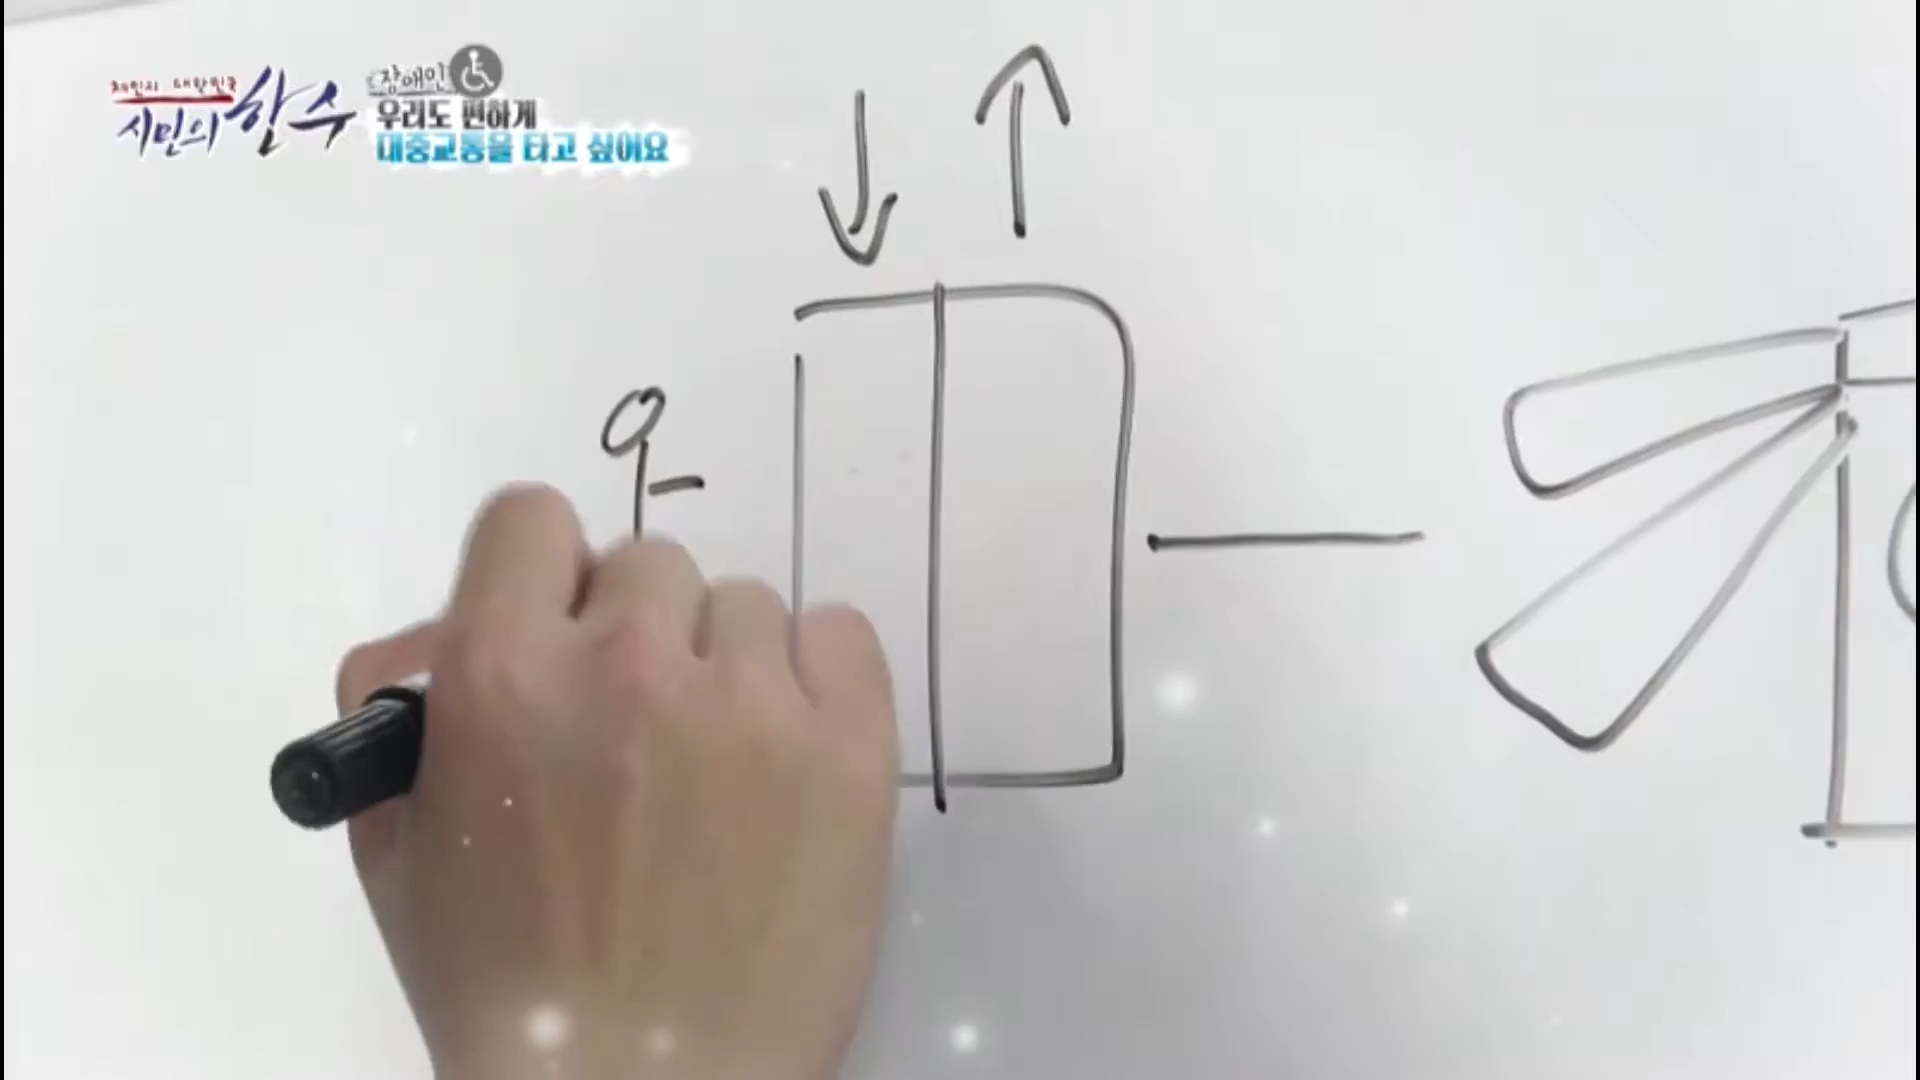 시민의 한 수
장애인
우리도 편하게
대중교통을 타고 싶어요